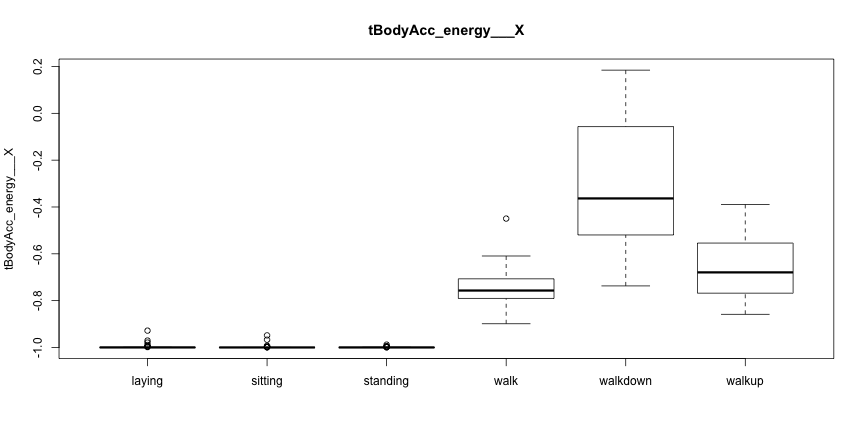 tBodyAcc_energy___X
tBodyAcc_energy___X
0.2
0.0
-0.2
-0.4
-0.6
-0.8
-1.0
laying sitting standing walk walkdown walkup